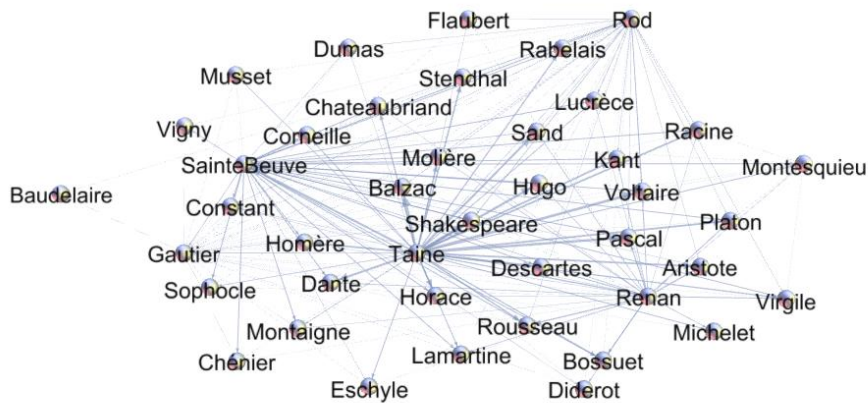 Flaubert
Rod
Dumas
Rabelais
Musset
Stendhal
Chateaubriand
Lucrèce
Vigny
Corneille
Sand
Racine
SainteBeuve
Molière
Kant
Montesquieu
Baudelaire
Balzac
Hugo
Voltaire
Constant
Shakespeare
Platon
Gautier
Homère
Taine
Pascal
Sophocle
Dante
Descartes
Aristote
Horace
Renan
Virgile
Montaigne
Rousseau
Michelet
Chénier
Lamartine
Bossuet
Eschyle
Diderot